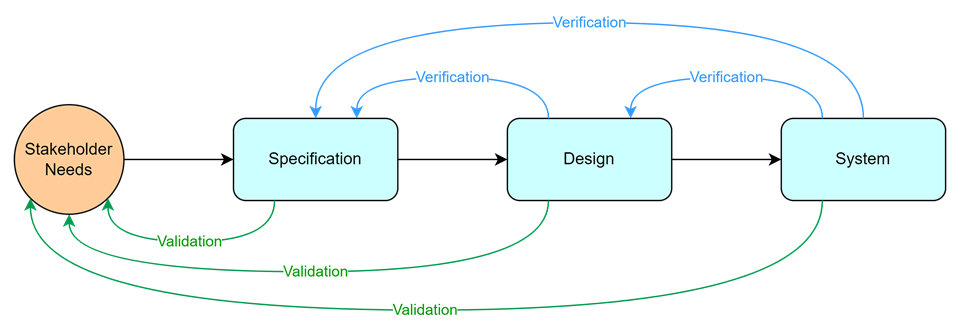 Verification
Verification
Verification
Stakeholder
Needs
Specification
Design
System
Validation
Validation
Validation